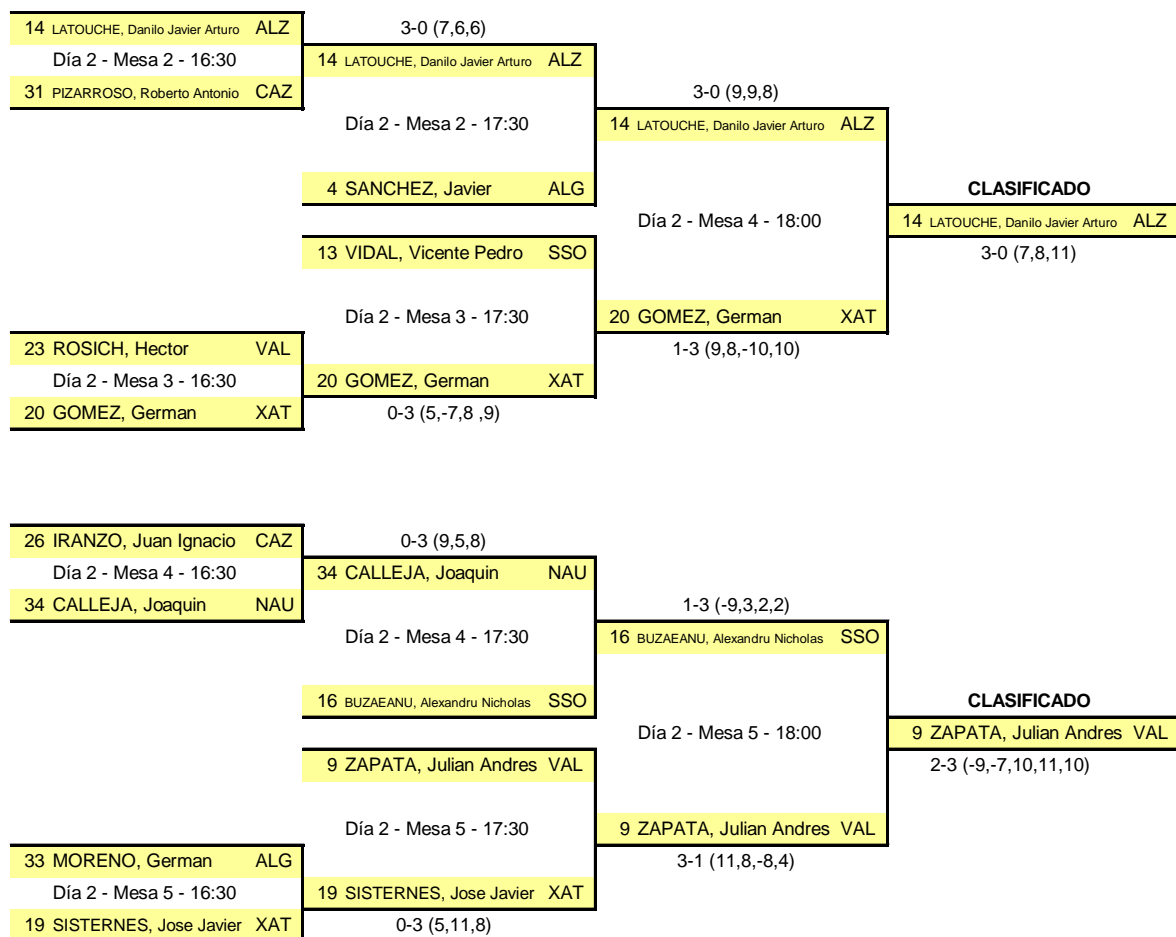 14 LATOUCHE, Danilo Javier Arturo ALZ 3-0 (7,6,6)
Día 2 - Mesa 2 - 16:30 14 LATOUCHE, Danilo Javier Arturo ALZ
31 PIZARROSO, Roberto Antonio CAZ 3-0 (9,9,8)
Día 2 - Mesa 2 - 17:30 14 LATOUCHE, Danilo Javier Arturo ALZ
4 SANCHEZ, Javier ALG CLASIFICADO
Día 2 - Mesa 4 - 18:00 14 LATOUCHE, Danilo Javier Arturo ALZ
13 VIDAL, Vicente Pedro SSO 3-0 (7,8,11)
Día 2 - Mesa 3 - 17:30 20 GOMEZ, German XAT
23 ROSICH, Hector VAL 1-3 (9,8,-10,10)
Día 2 - Mesa 3 - 16:30 20 GOMEZ, German XAT
20 GOMEZ, German XAT 0-3 (5,-7,8 ,9)
26 IRANZO, Juan Ignacio CAZ 0-3 (9,5,8)
Día 2 - Mesa 4 - 16:30 34 CALLEJA, Joaquin NAU
34 CALLEJA, Joaquin NAU 1-3 (-9,3,2,2)
Día 2 - Mesa 4 - 17:30 16 BUZAEANU, Alexandru Nicholas SSO
16 BUZAEANU, Alexandru Nicholas SSO CLASIFICADO
Día 2 - Mesa 5 - 18:00 9 ZAPATA, Julian Andres VAL
9 ZAPATA, Julian Andres VAL 2-3 (-9,-7,10,11,10)
Día 2 - Mesa 5 - 17:30 9 ZAPATA, Julian Andres VAL
33 MORENO, German ALG 3-1 (11,8,-8,4)
Día 2 - Mesa 5 - 16:30 19 SISTERNES, Jose Javier XAT
19 SISTERNES, Jose Javier XAT 0-3 (5,11,8)